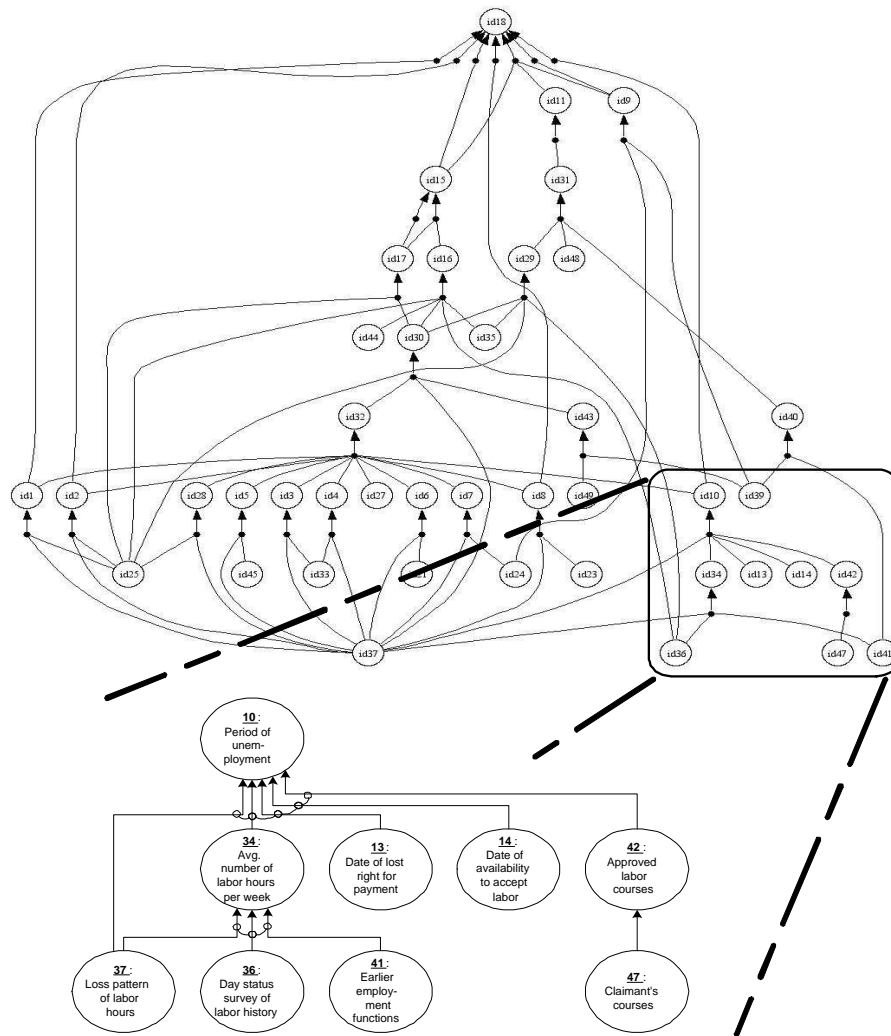 id18
id11 id9
id15 id31
id17 id16 id29 id48
id44 id30 id35
id32 id43 id40
id1 id2 id28 id5 id3 id4 id27 id6 id7 id8 id49 id10 id39
id25 id45 id33 id24 id23 id34 id13 id14 id42
id37 id36 id47 id41
10:
Period of
unem-
ployment
34:
Avg.
number of
labor hours
per week
13:
Date of lost
right for
payment
14:
Date of
availability
to accept
labor
42:
Approved
labor
courses
37:
Loss pattern
of labor
hours
36:
Day status
survey of
labor history
41:
Earlier
employ-
ment
functions
47:
Claimant's
courses